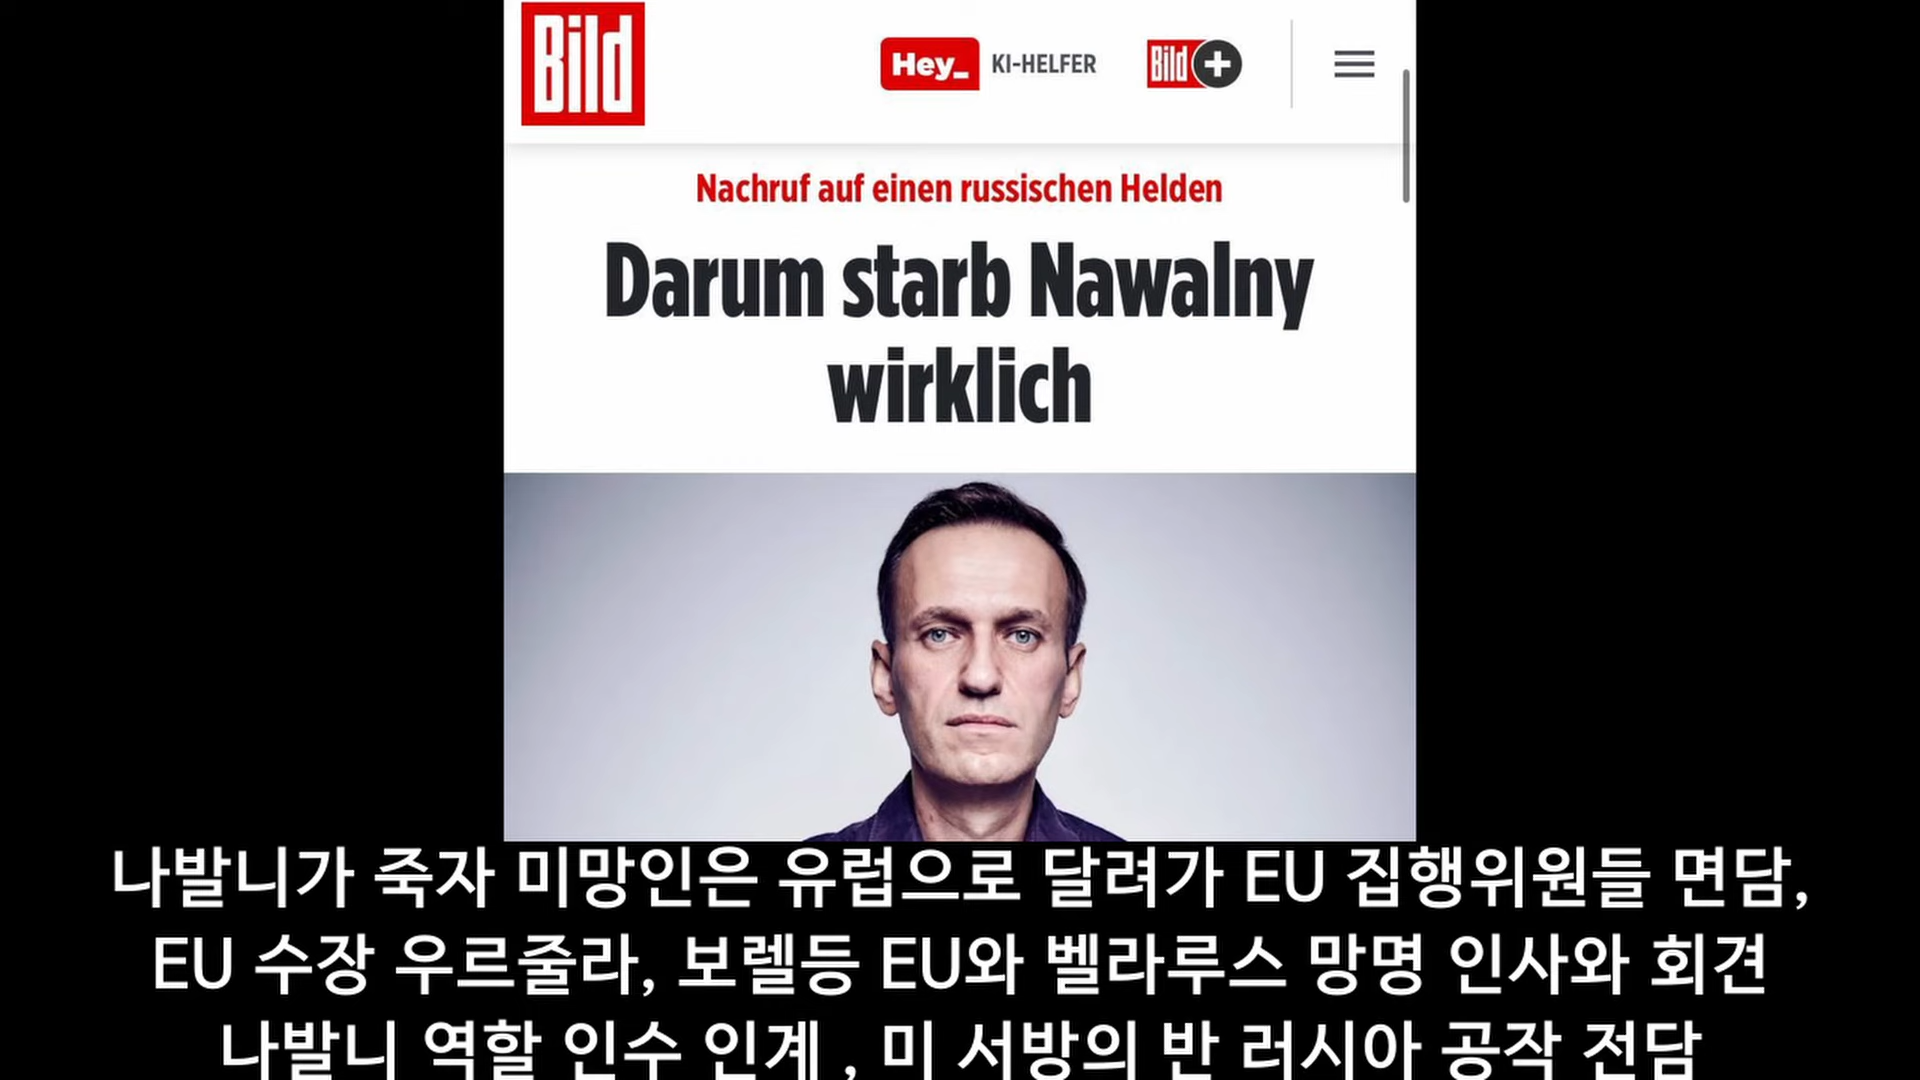 Bild
Hey_ KI-HELFER Bild +
Nachruf auf einen russischen Helden
Darum starb Nawalny
wirklich
나발니가 죽자 미망인은 유럽으로 달려가 EU 집행위원들 면담,
EU 수장 우르줄라, 보렐등 EU와 벨라루스 망명 인사와 회견
나발니 역할 인수 인계 , 미 서방의 반 러시아 공작 전담